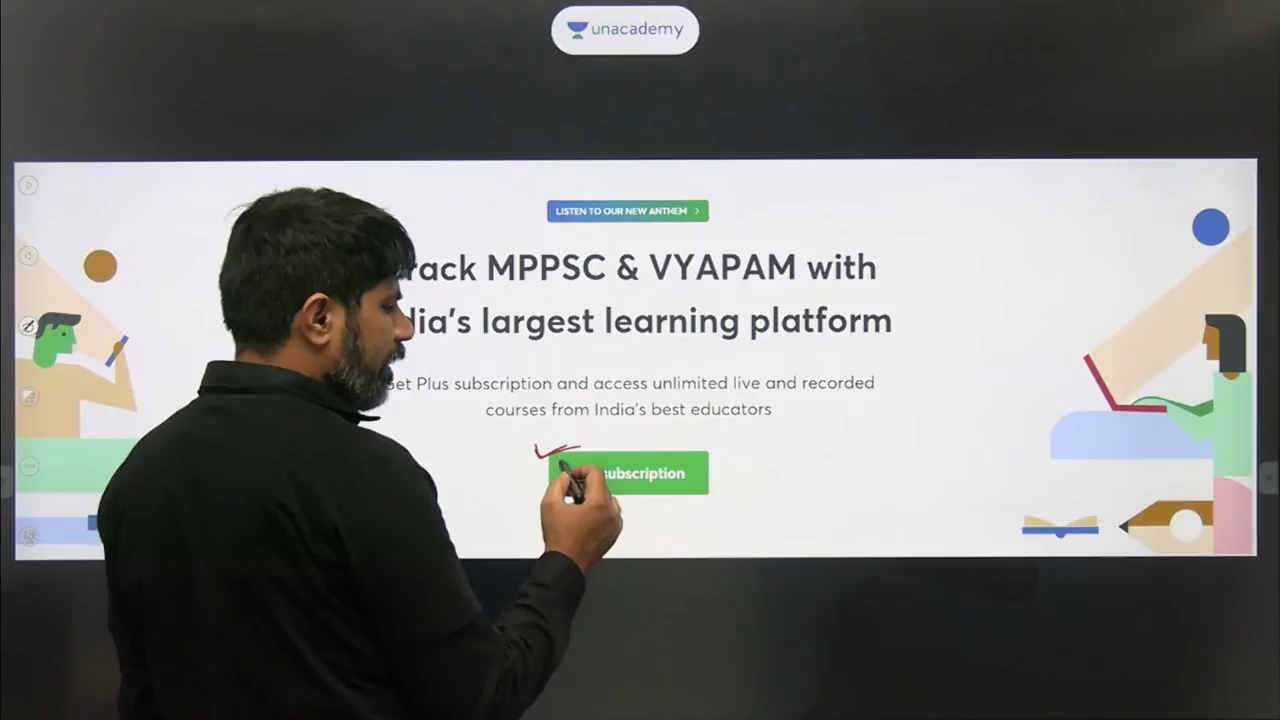 unacademy
LISTEN TO OUR NEW ANTHEM
rack MPPSC & VYAPAM with
dia's largest learning platform
et Plus subscription and access unlimited live and recorded
courses from India's best educators
subscription